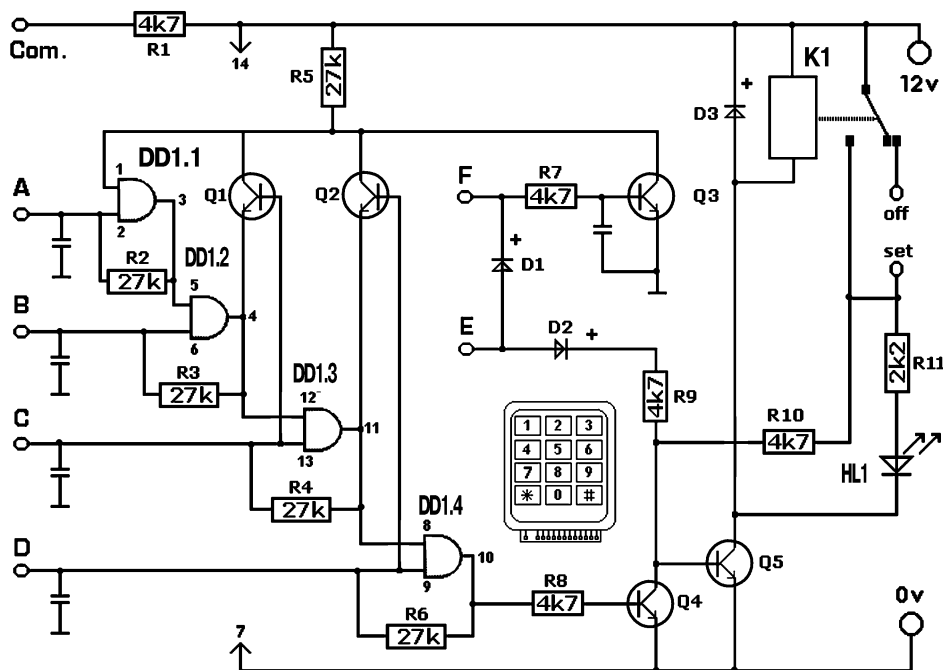 Com.
4k7
R1
14
R5
27k
K1
12v
D3
+
DD1.1
1
2
3
A
Q1
Q2
F
R7
4k7
Q3
off
R2
27k
DD1.2
5
6
4
+
D1
set
B
E
D2
+
R3
27k
DD1.3
12
13
11
R9
4k7
R11
2k2
C
R10
4k7
HL1
1 2 3
4 5 6
7 8 9
* 0 #
R4
27k
DD1.4
8
9
10
D
R8
4k7
Q4
Q5
R6
27k
7
0v